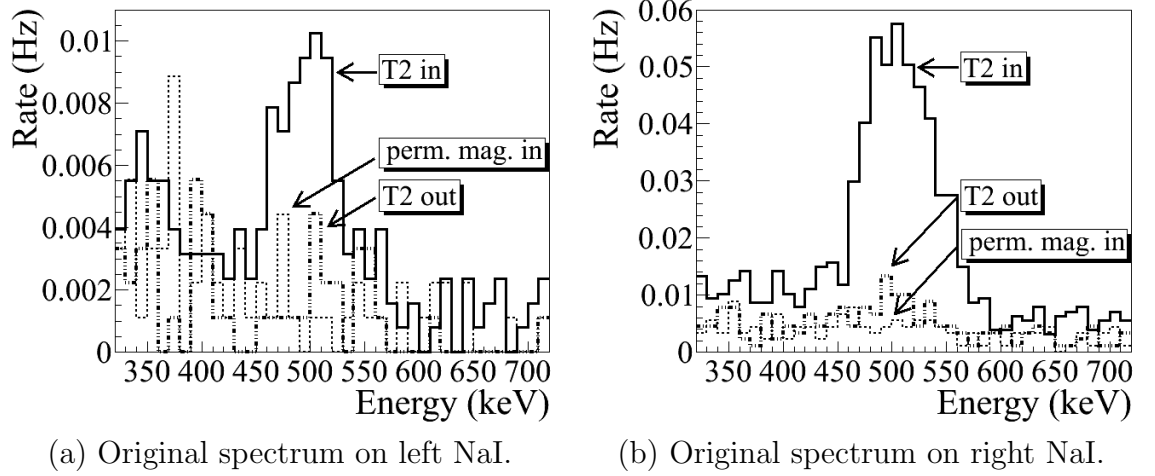 Rate (Hz)
0.01
0.008
0.006
0.004
0.002
0
T2 in
perm. mag. in
T2 out
350 400 450 500 550 600 650 700
Energy (keV)
(a) Original spectrum on left NaI.
Rate (Hz)
0.06
0.05
0.04
0.03
0.02
0.01
0
T2 in
T2 out
perm. mag. in
350 400 450 500 550 600 650 700
Energy (keV)
(b) Original spectrum on right NaI.